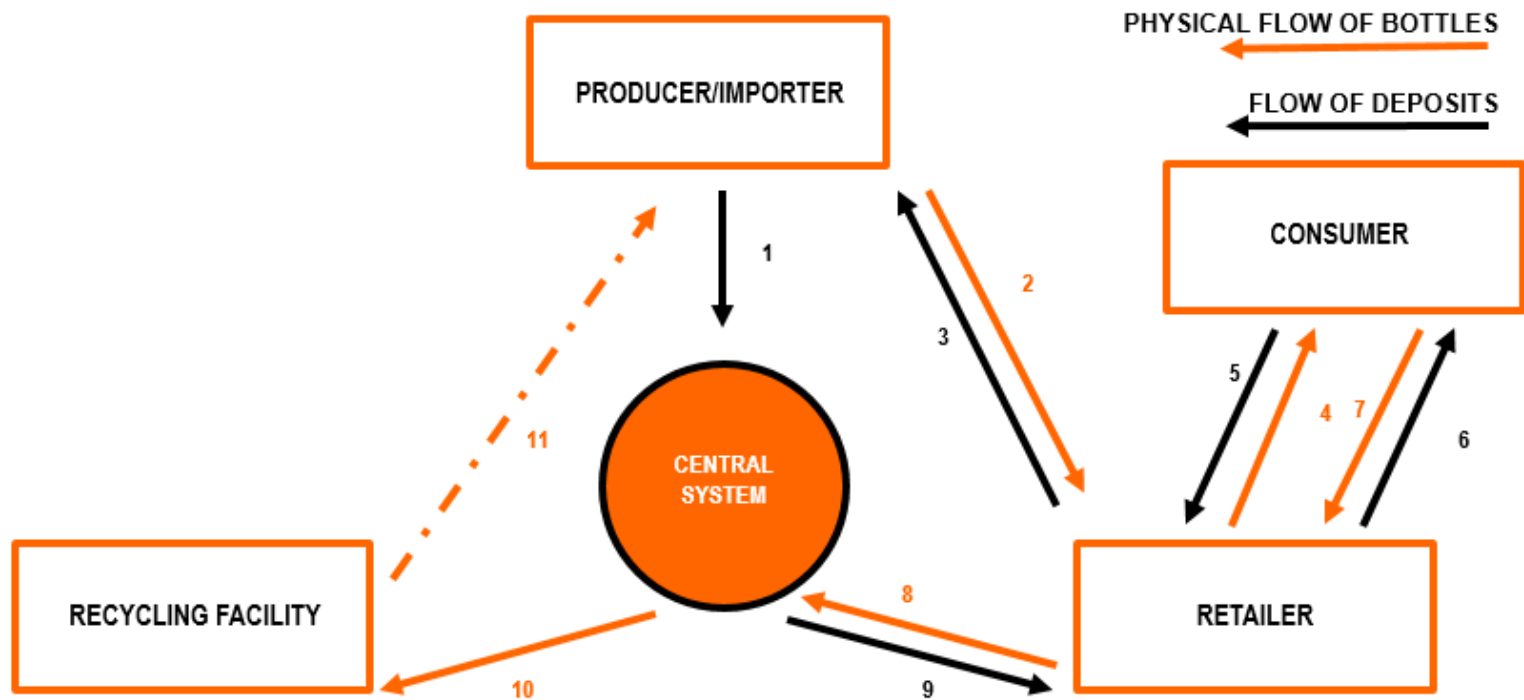 PHYSICAL FLOW OF BOTTLES
PRODUCER/IMPORTER
FLOW OF DEPOSITS
CONSUMER
1
2
3
5
4
7
6
11
CENTRAL
SYSTEM
RECYCLING FACILITY
8
RETAILER
10
9